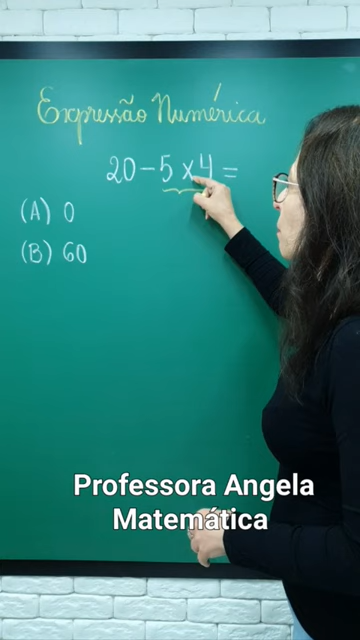 Expressão Numérica
20 - 5 x 4 =
(A) 0
(B) 60
Professora Angela
Matemática